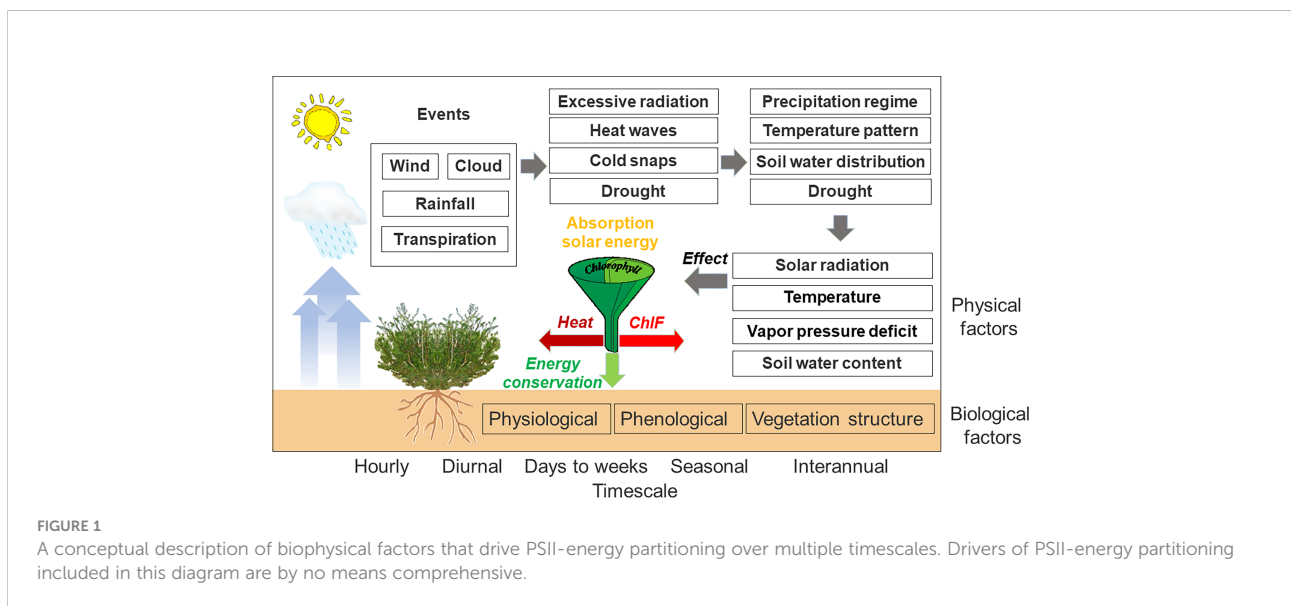 Events
Wind
Cloud
Rainfall
Transpiration
Excessive radiation
Heat waves
Cold snaps
Drought
Precipitation regime
Temperature pattern
Soil water distribution
Drought
Absorption
solar energy
Chlorophyll
Effect
Heat
ChlF
Energy
conservation
Solar radiation
Temperature
Vapor pressure deficit
Soil water content
Physical
factors
Physiological
Phenological
Vegetation structure
Biological
factors
Hourly
Diurnal
Days to weeks
Seasonal
Interannual
Timescale
FIGURE 1
A conceptual description of biophysical factors that drive PSII-energy partitioning over multiple timescales. Drivers of PSII-energy partitioning
included in this diagram are by no means comprehensive.